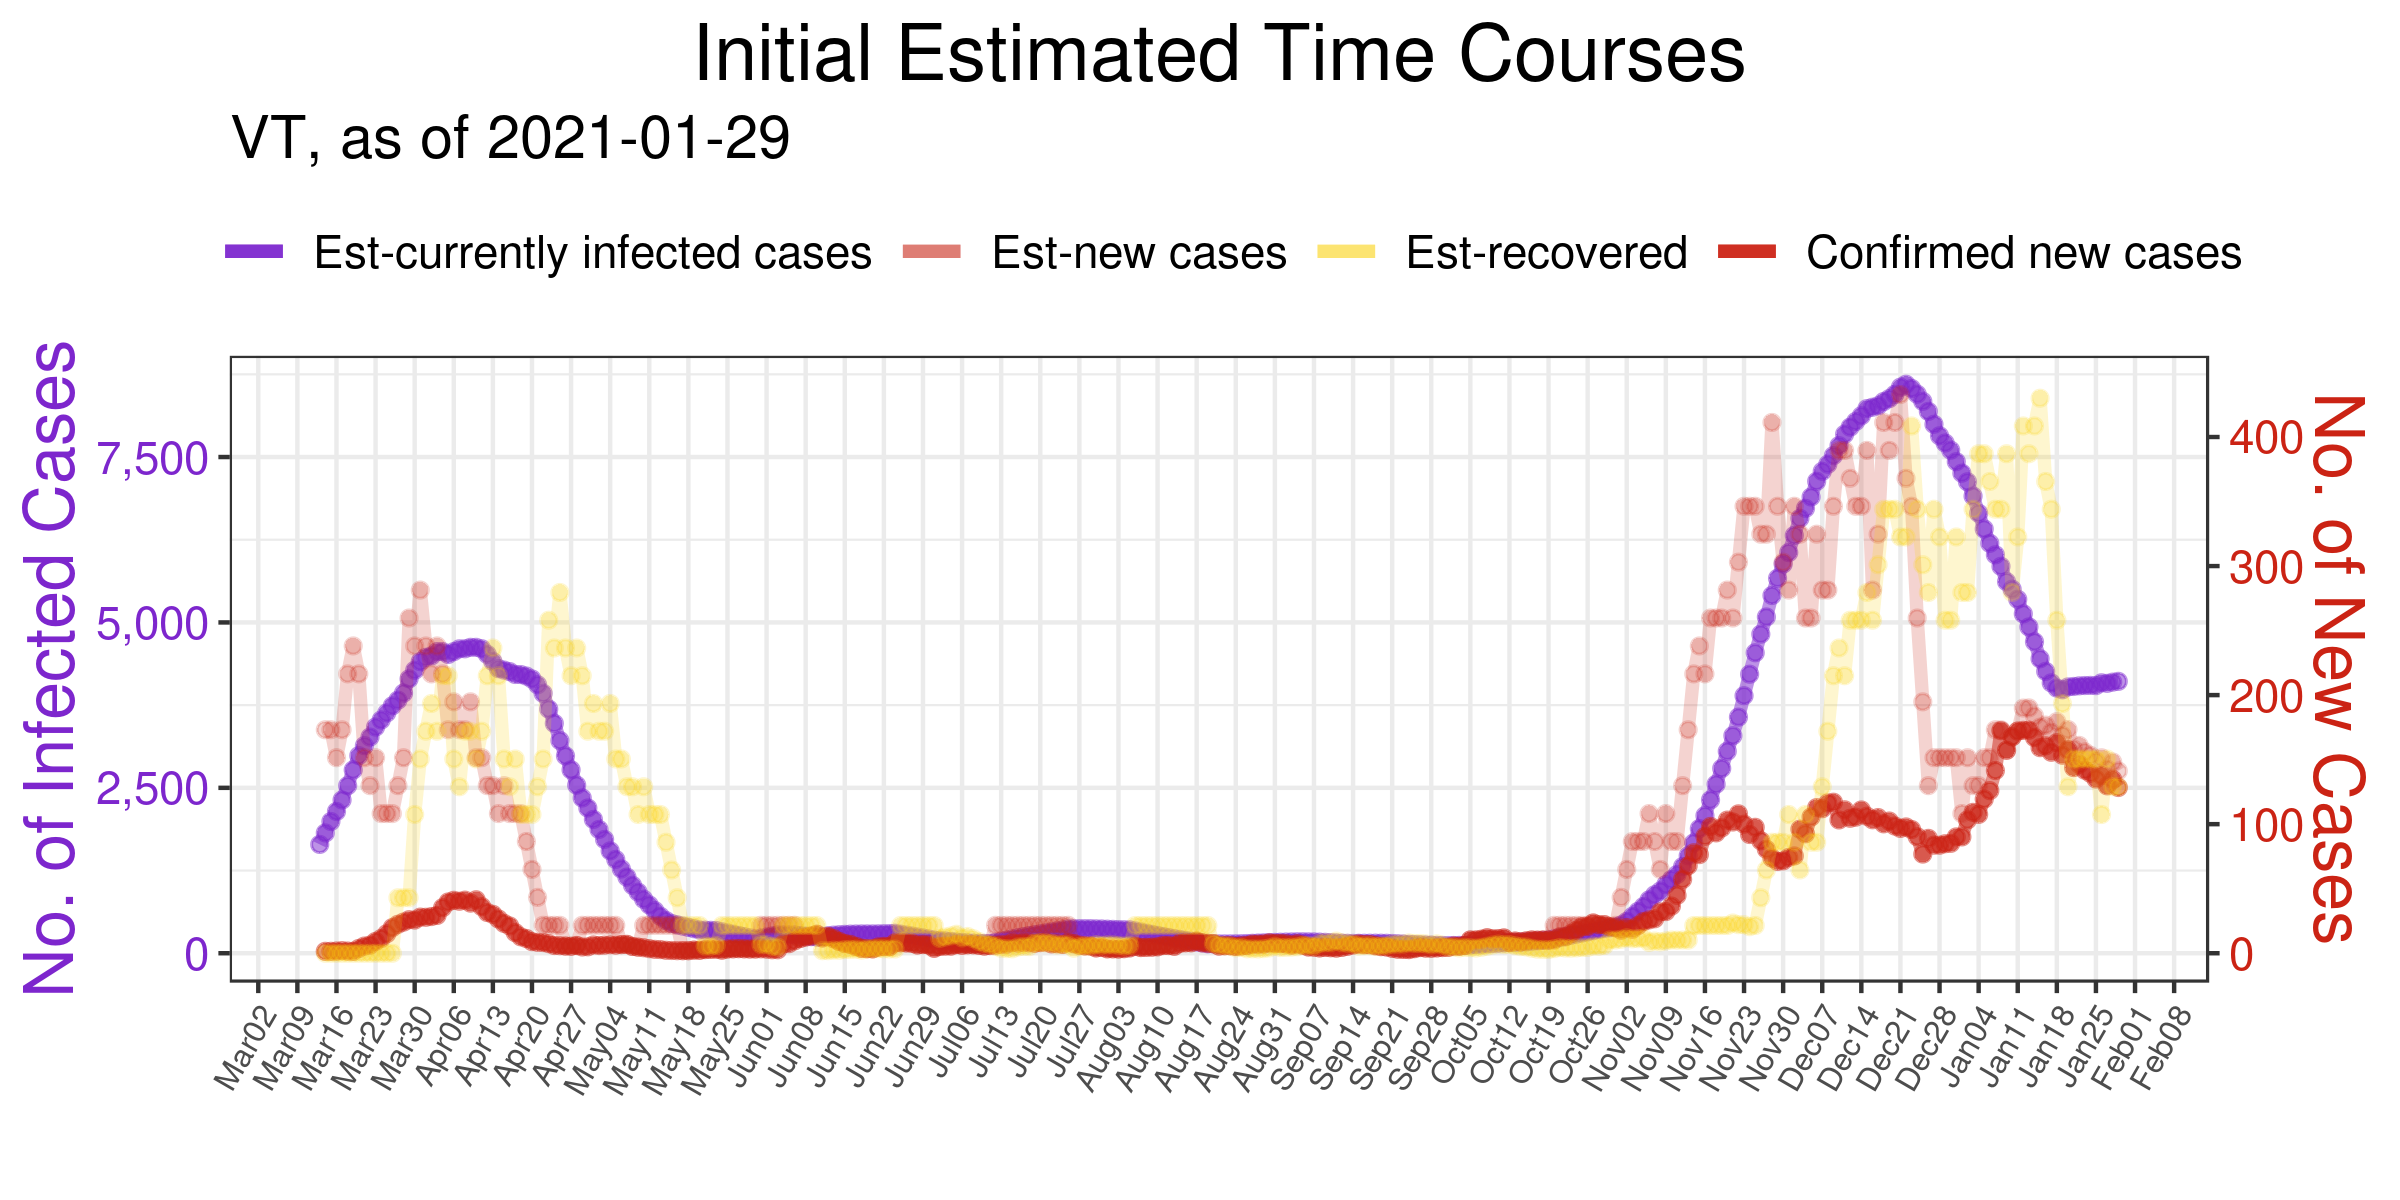 Initial Estimated Time Courses
VT, as of 2021-01-29
Est-currently infected cases Est-new cases Est-recovered Confirmed new cases
No. of Infected Cases
7,500
5,000
2,500
0
400
300
200
100
0
No. of New Cases
Mar02 Mar09 Mar16 Mar23 Mar30 Apr06 Apr13 Apr20 Apr27 May04 May11 May18 May25 Jun01 Jun08 Jun15 Jun22 Jun29 Jul06 Jul13 Jul20 Jul27 Aug03 Aug10 Aug17 Aug24 Aug31 Sep07 Sep14 Sep21 Sep28 Oct05 Oct12 Oct19 Oct26 Nov02 Nov09 Nov16 Nov23 Nov30 Dec07 Dec14 Dec21 Dec28 Jan04 Jan11 Jan18 Jan25 Feb01 Feb08